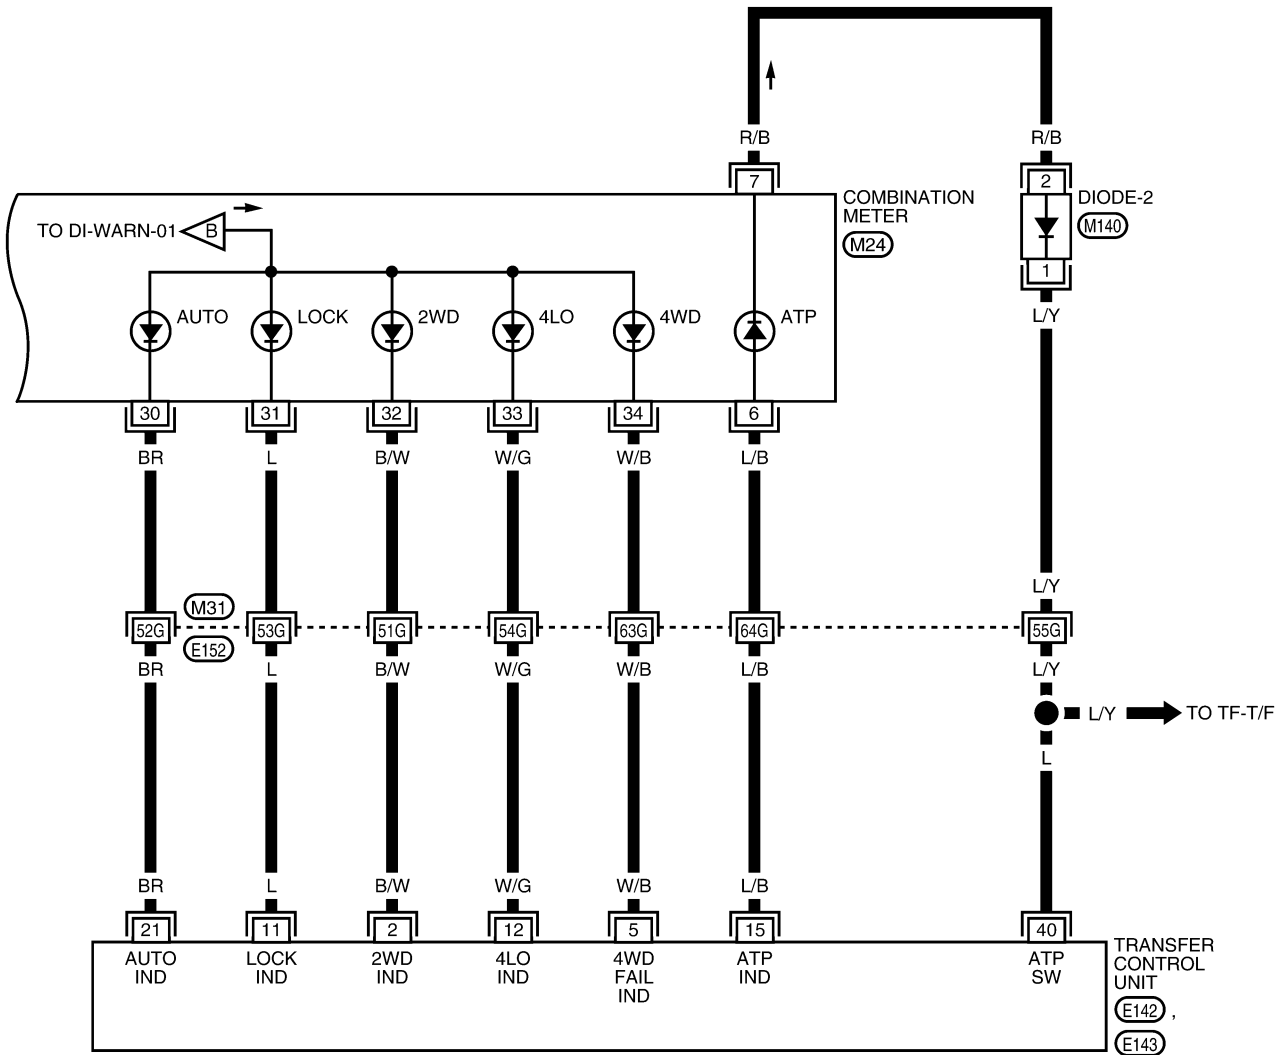 R/B R/B
7 2
COMBINATION METER DIODE-2
M24 M140
TO DI-WARN-01 B
1
L/Y
AUTO LOCK 2WD 4LO 4WD ATP
30 31 32 33 34 6
BR L B/W W/G W/B L/B
L/Y
M31
52G 53G 51G 54G 63G 64G 55G
E152
BR L B/W W/G W/B L/B L/Y
L/Y TO TF-T/F
L
BR L B/W W/G W/B L/B
21 11 2 12 5 15 40
AUTO IND LOCK IND 2WD IND 4LO IND 4WD FAIL IND ATP IND ATP SW
TRANSFER
CONTROL
UNIT
E142 ,
E143